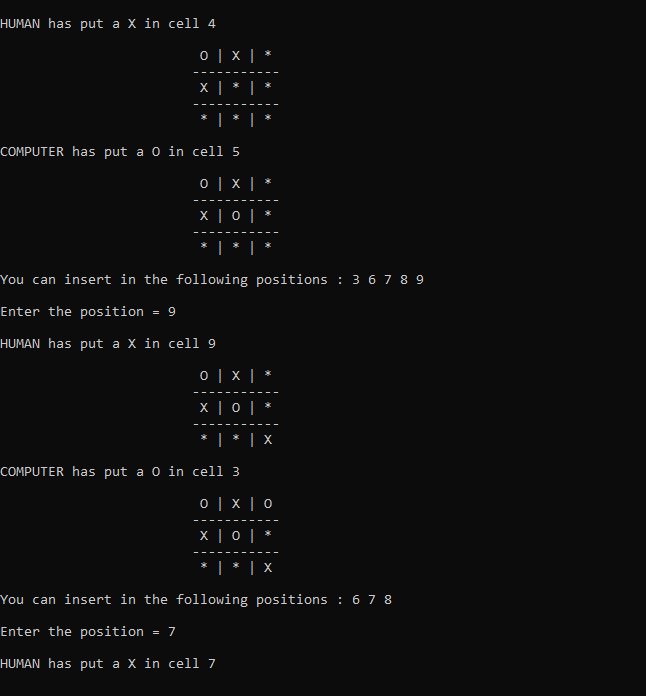 HUMAN has put a X in cell 4
O | X | *
-----------
X | * | *
-----------
* | * | *
COMPUTER has put a O in cell 5
O | X | *
-----------
X | O | *
-----------
* | * | *
You can insert in the following positions : 3 6 7 8 9
Enter the position = 9
HUMAN has put a X in cell 9
O | X | *
-----------
X | O | *
-----------
* | * | X
COMPUTER has put a O in cell 3
O | X | O
-----------
X | O | *
-----------
* | * | X
You can insert in the following positions : 6 7 8
Enter the position = 7
HUMAN has put a X in cell 7